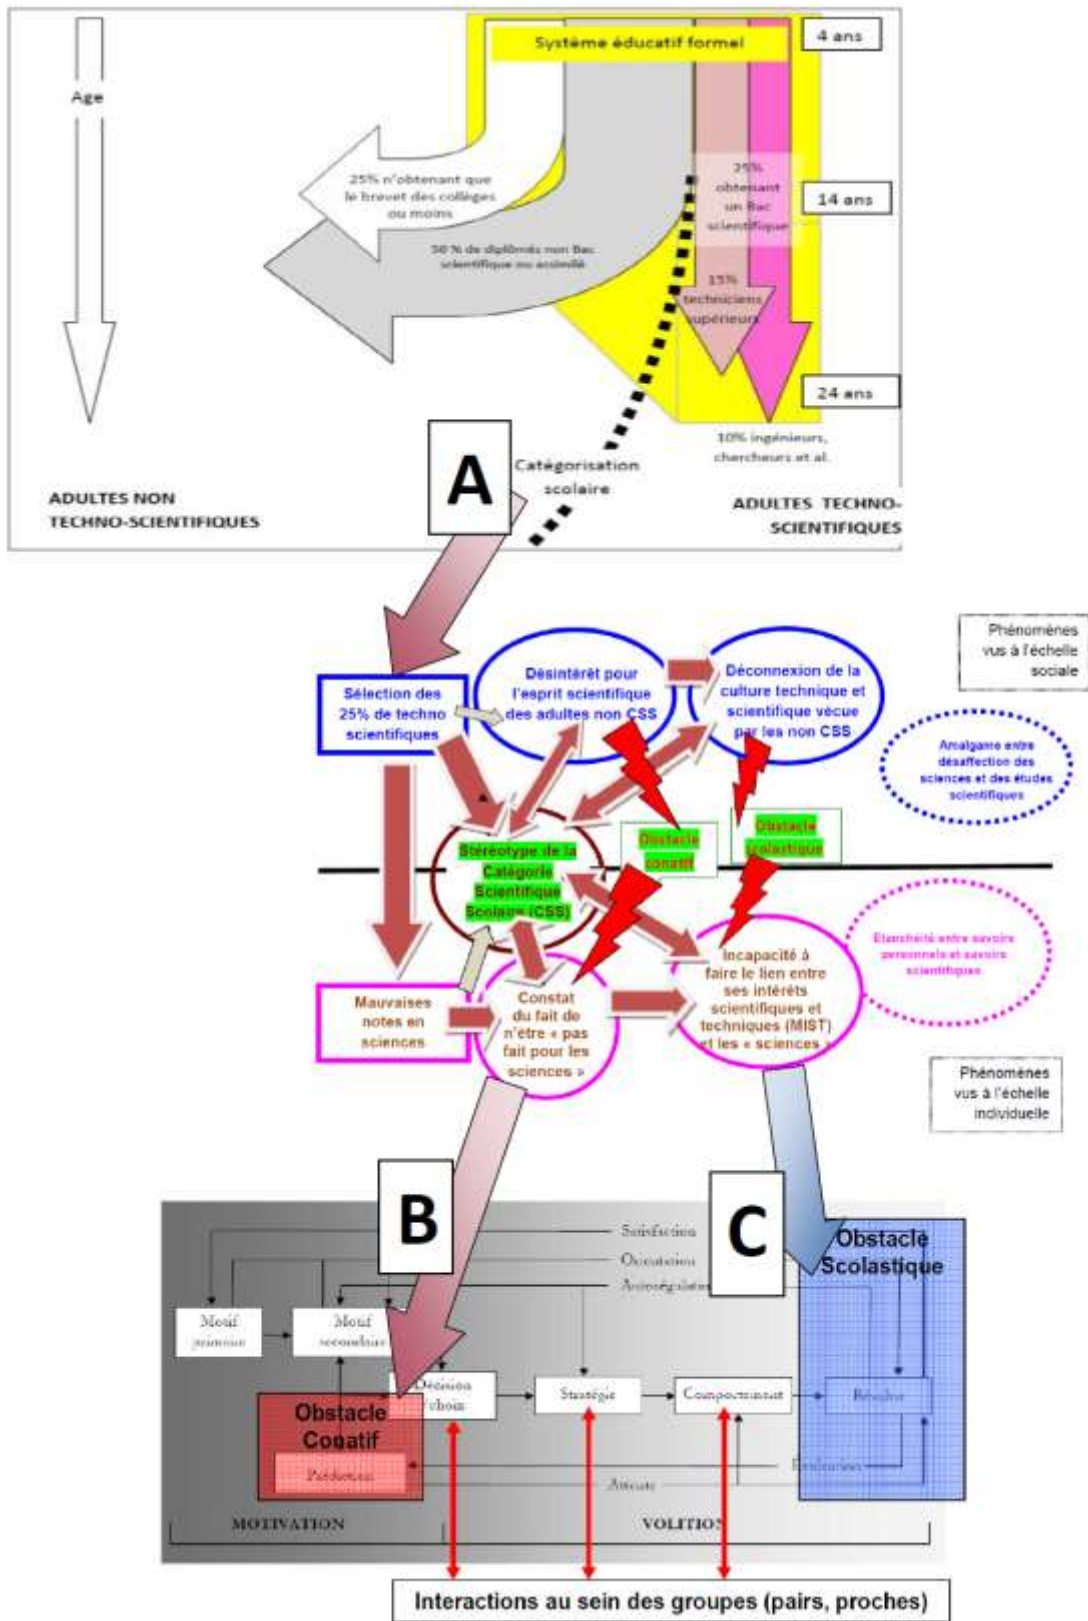 Système éducatif formel
4 ans
Age
25% n'obtenant que
le brevet des collèges
ou moins
25%
obtenant
un Bac
scientifique
14 ans
50 % de diplômés non Bac
scientifique ou assimilé
15%
techniciens
supérieurs
24 ans
10% ingénieurs,
chercheurs et al.
A
Catégorisation
scolaire
ADULTES NON
TECHNO-SCIENTIFIQUES
ADULTES TECHNO-
SCIENTIFIQUES
Phénomènes
vus à l'échelle
sociale
Sélection des
25% de techno
scientifiques
Désintérêt pour
l'esprit scientifique
des adultes non CSS
Déconnexion de la
culture technique et
scientifique vécue
par les non CSS
Amalgame entre
désaffection des
sciences et des études
scientifiques
Obstacle
conatif
Obstacle
scolastique
Stéréotype de la
Catégorie
Scientifique
Scolaire (CSS)
Etanchéité entre savoirs
personnels et savoirs
scientifiques
Mauvaises
notes en
sciences
Constat
du fait de
n'être « pas
fait pour les
sciences »
Incapacité à
faire le lien entre
ses intérêts
scientifiques et
techniques (MIST)
et les « sciences »
Phénomènes
vus à l'échelle
individuelle
B
C
Satisfaction
Orientation
Obstacle
Scolastique
Motif
primaire
Motif
secondaire
Décision
choix
Stratégie
Comportement
Résultat
Obstacle
Conatif
Evaluation
Attente
MOTIVATION
VOLITION
Interactions au sein des groupes (pairs, proches)